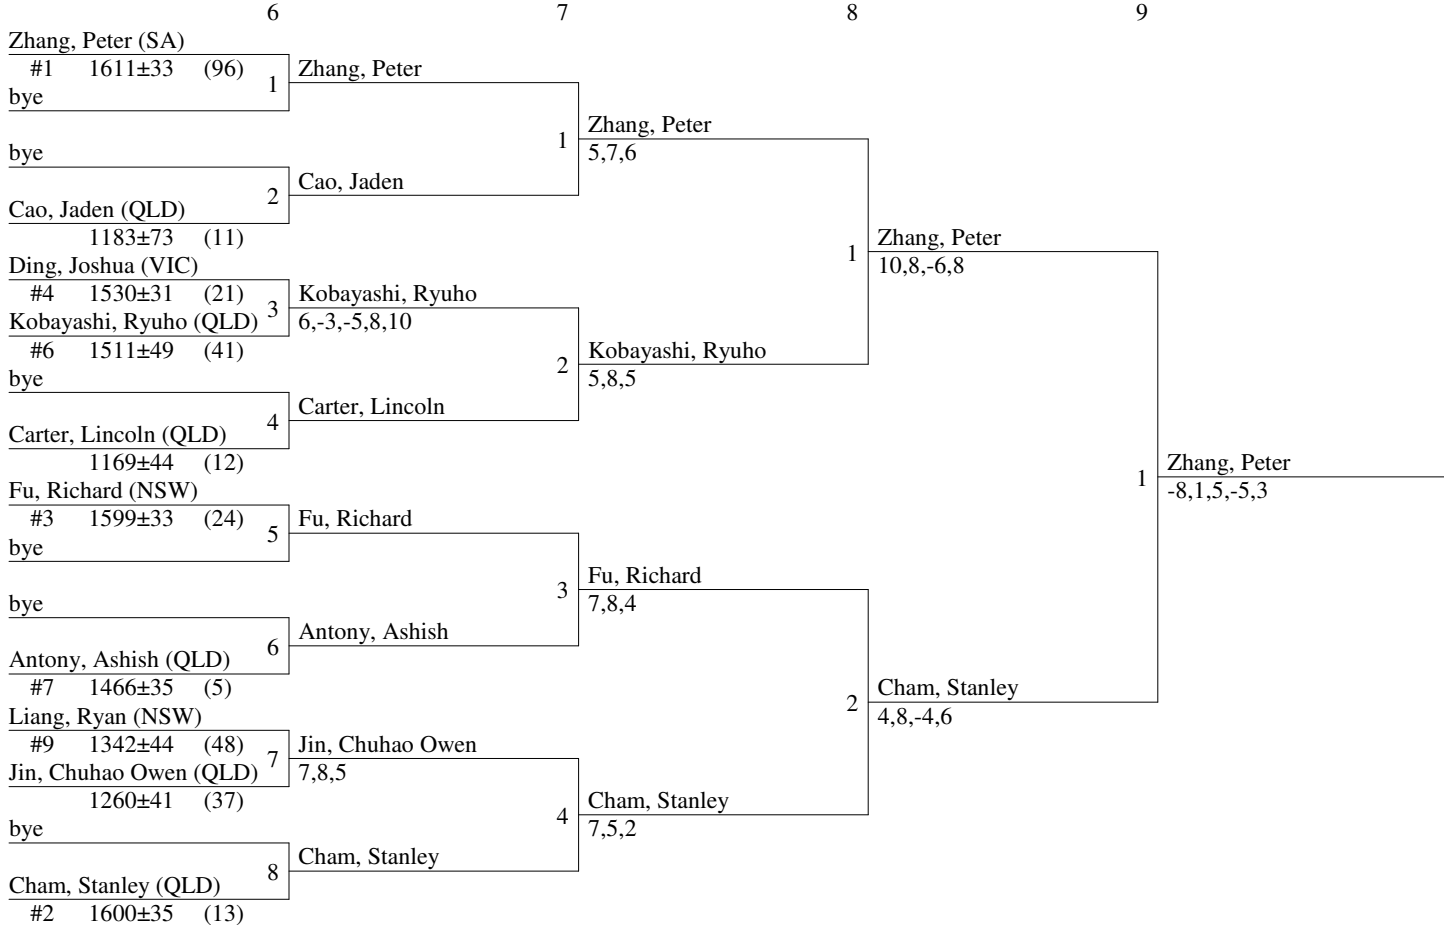 6 7 8 9
Zhang, Peter (SA)
#1 1611±33 (96)
1
Zhang, Peter
bye
bye
2
Cao, Jaden
Cao, Jaden (QLD)
1183±73 (11)
1
Zhang, Peter
5,7,6
Ding, Joshua (VIC)
#4 1530±31 (21)
3
Kobayashi, Ryuho
6,-3,-5,8,10
Kobayashi, Ryuho (QLD)
#6 1511±49 (41)
bye
4
Carter, Lincoln
Carter, Lincoln (QLD)
1169±44 (12)
2
Kobayashi, Ryuho
5,8,5
1
Zhang, Peter
10,8,-6,8
Fu, Richard (NSW)
#3 1599±33 (24)
5
Fu, Richard
bye
bye
6
Antony, Ashish
Antony, Ashish (QLD)
#7 1466±35 (5)
3
Fu, Richard
7,8,4
Liang, Ryan (NSW)
#9 1342±44 (48)
7
Jin, Chuhao Owen
7,8,5
Jin, Chuhao Owen (QLD)
1260±41 (37)
bye
8
Cham, Stanley
Cham, Stanley (QLD)
#2 1600±35 (13)
4
Cham, Stanley
7,5,2
2
Cham, Stanley
4,8,-4,6
1
Zhang, Peter
-8,1,5,-5,3